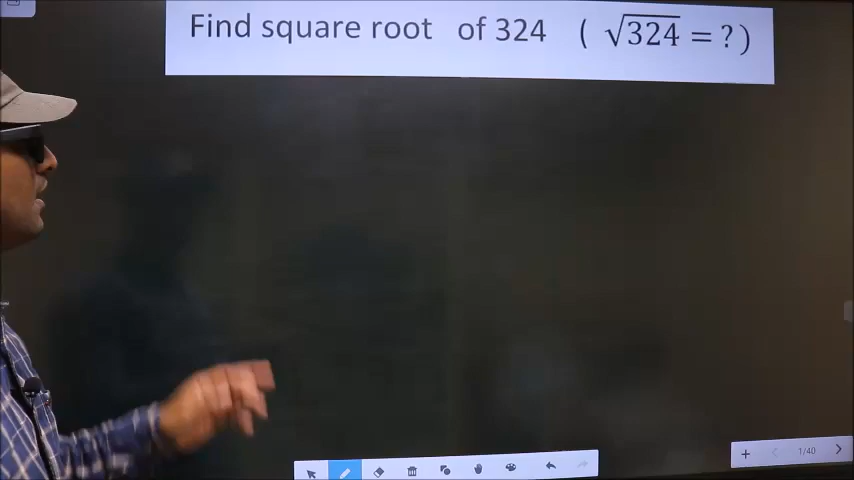 Find square root of 324 ( √324 = ? )
1/40